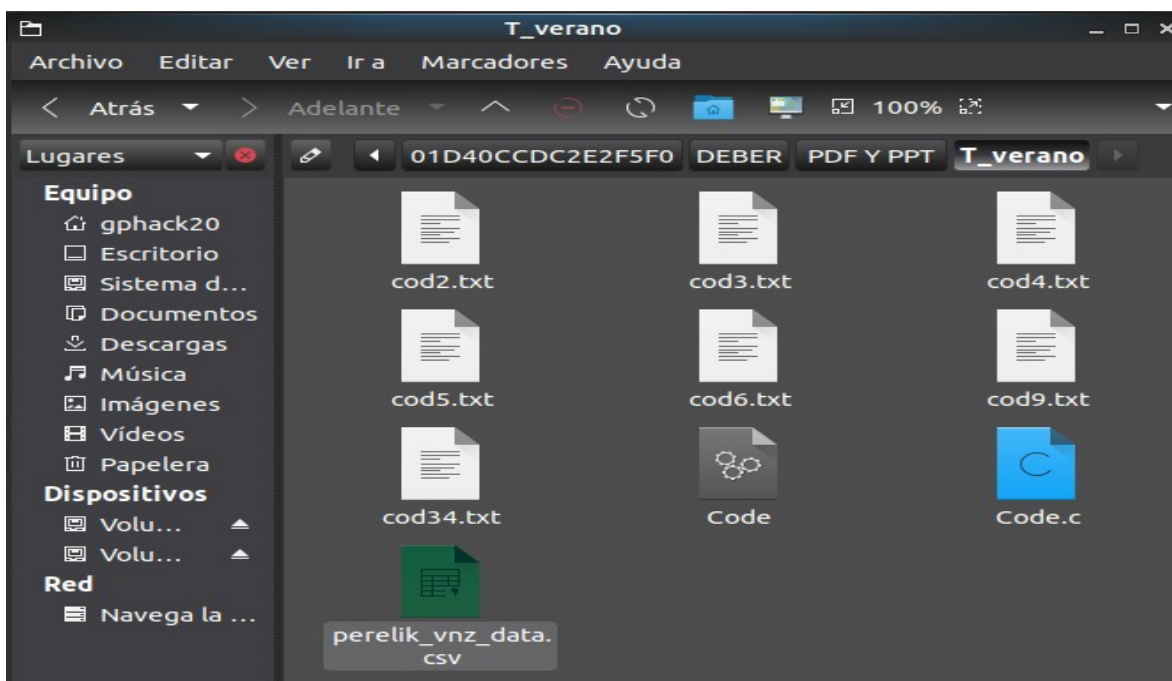 T_verano
Archivo Editar Ver Ir a Marcadores Ayuda
Atrás Adelante 100%
Lugares 01D40CCDC2E2F5F0 DEBER PDF Y PPT T_verano
Equipo
gphack20
Escritorio
Sistema d...
Documentos
Descargas
Música
Imágenes
Vídeos
Papelera
Dispositivos
Volu...
Volu...
Red
Navega la ...
cod2.txt cod3.txt cod4.txt
cod5.txt cod6.txt cod9.txt
cod34.txt Code Code.c
C
perelik_vnz_data.
csv